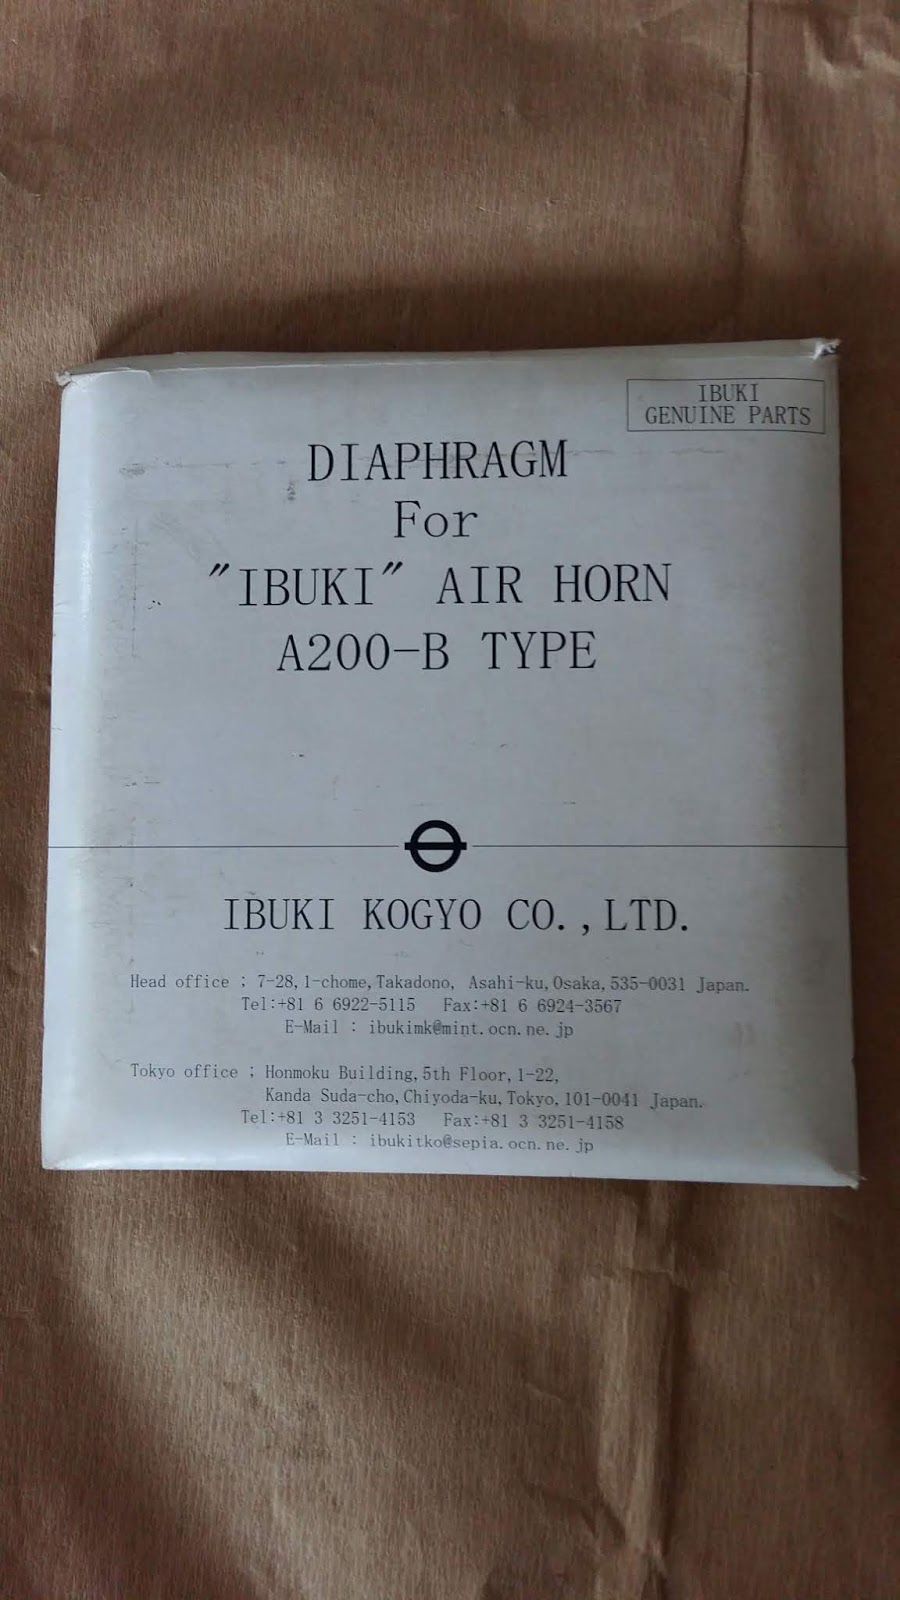 IBUKI
GENUINE PARTS
DIAPHRAGM
For
"IBUKI" AIR HORN
A200-B TYPE
IBUKI KOGYO CO.,LTD.
Head office ; 7-28,1-chome,Takadono, Asahi-ku,Osaka,535-0031 Japan.
Tel:+81 6 6922-5115 Fax:+81 6 6924-3567
E-Mail : ibukimk@mint.ocn.ne.jp
Tokyo office ; Honmoku Building,5th Floor,1-22,
Kanda Suda-cho,Chiyoda-ku,Tokyo,101-0041 Japan.
Tel:+81 3 3251-4153 Fax:+81 3 3251-4158
E-Mail : ibukitko@sepia.ocn.ne.jp